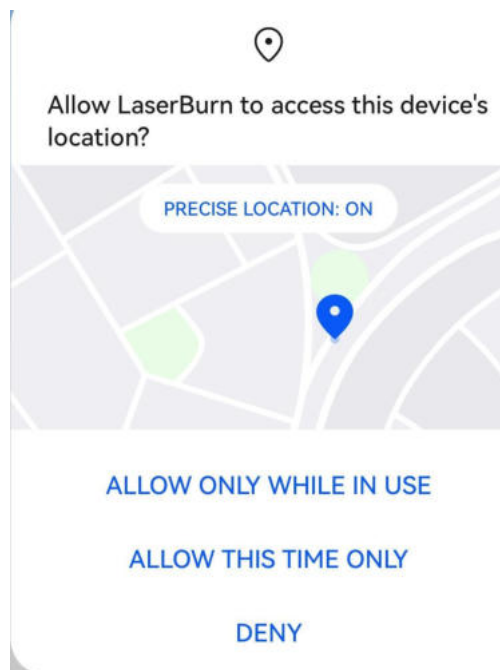 Allow LaserBurn to access this device's
location?
PRECISE LOCATION: ON
ALLOW ONLY WHILE IN USE
ALLOW THIS TIME ONLY
DENY